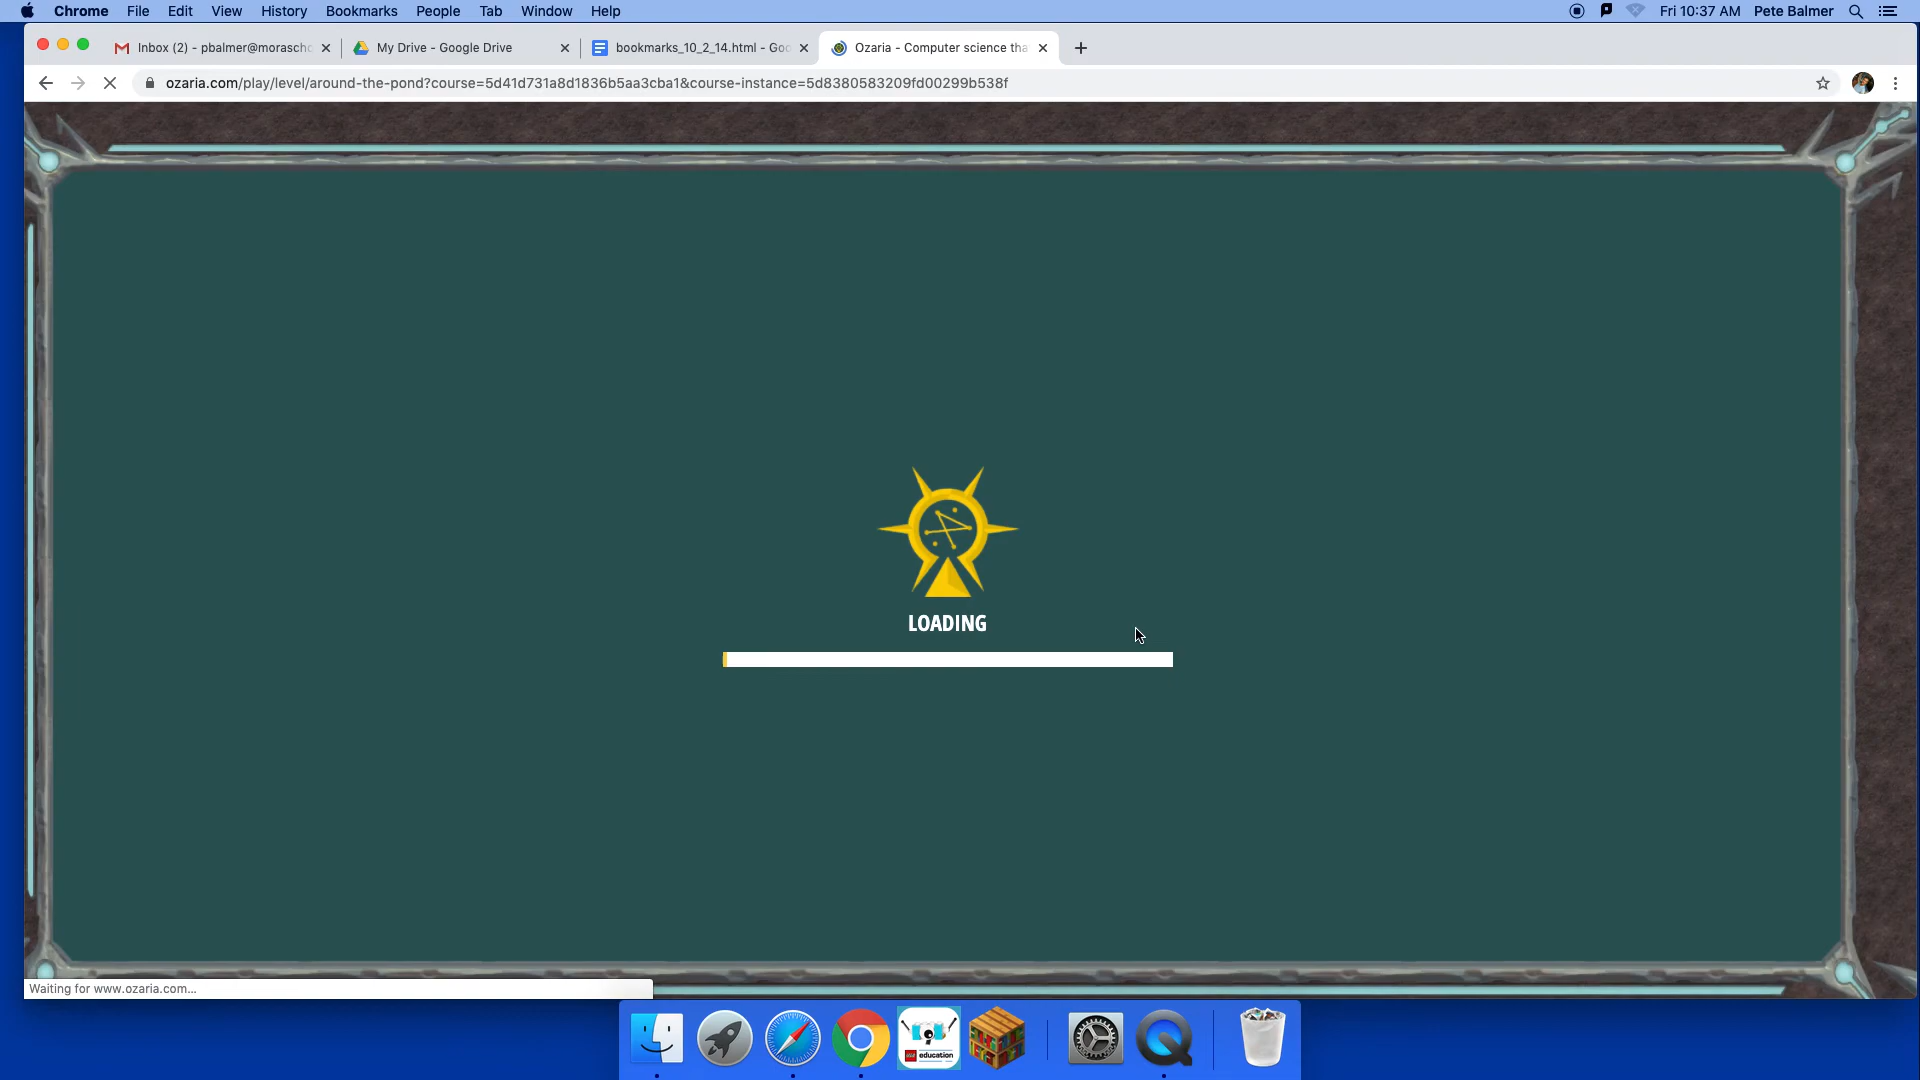 Chrome File Edit View History Bookmarks People Tab Window Help Fri 10:37 AM Pete Balmer
Inbox (2) - pbalmer@morascho My Drive - Google Drive bookmarks_10_2_14.html - Goo Ozaria - Computer science tha
ozaria.com/play/level/around-the-pond?course=5d41d731a8d1836b5aa3cba1&course-instance=5d8380583209fd00299b538f
LOADING
Waiting for www.ozaria.com...
education